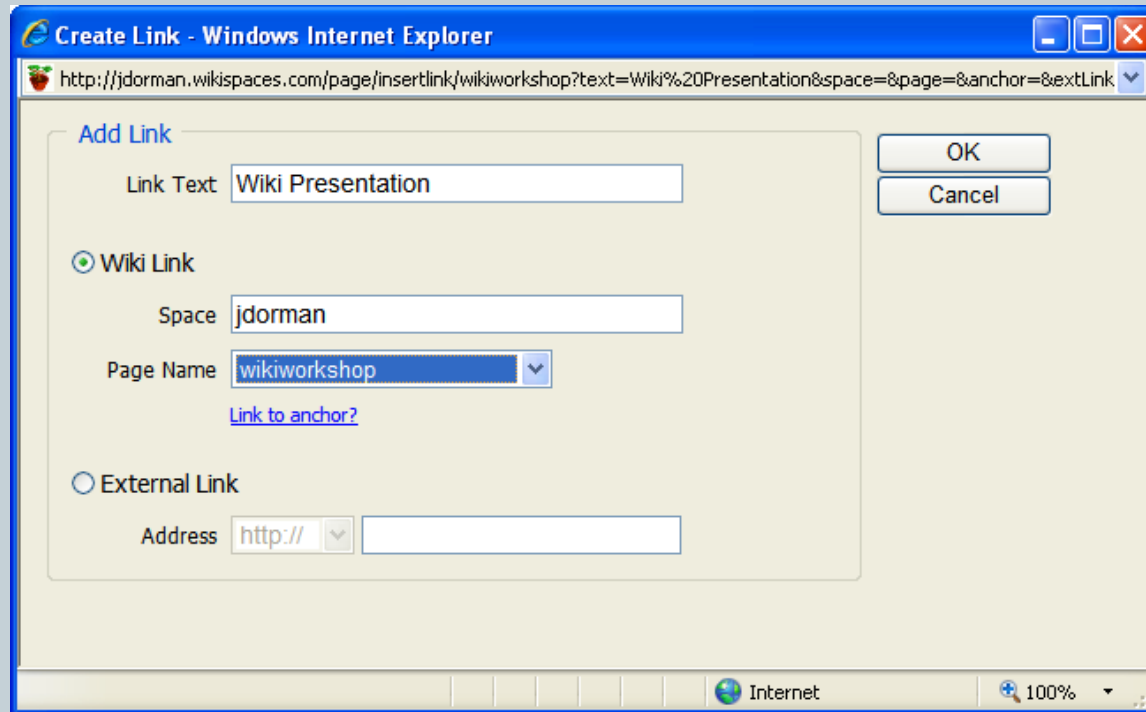 Create Link - Windows Internet Explorer
http://jdorman.wikispaces.com/page/insertlink/wikiworkshop?text=Wiki%20Presentation&space=&page=&anchor=&extLink
Add Link
OK
Link Text Wiki Presentation
Cancel
Wiki Link
Space jdorman
Page Name wikiworkshop
Link to anchor?
External Link
Address http://
Internet 100%